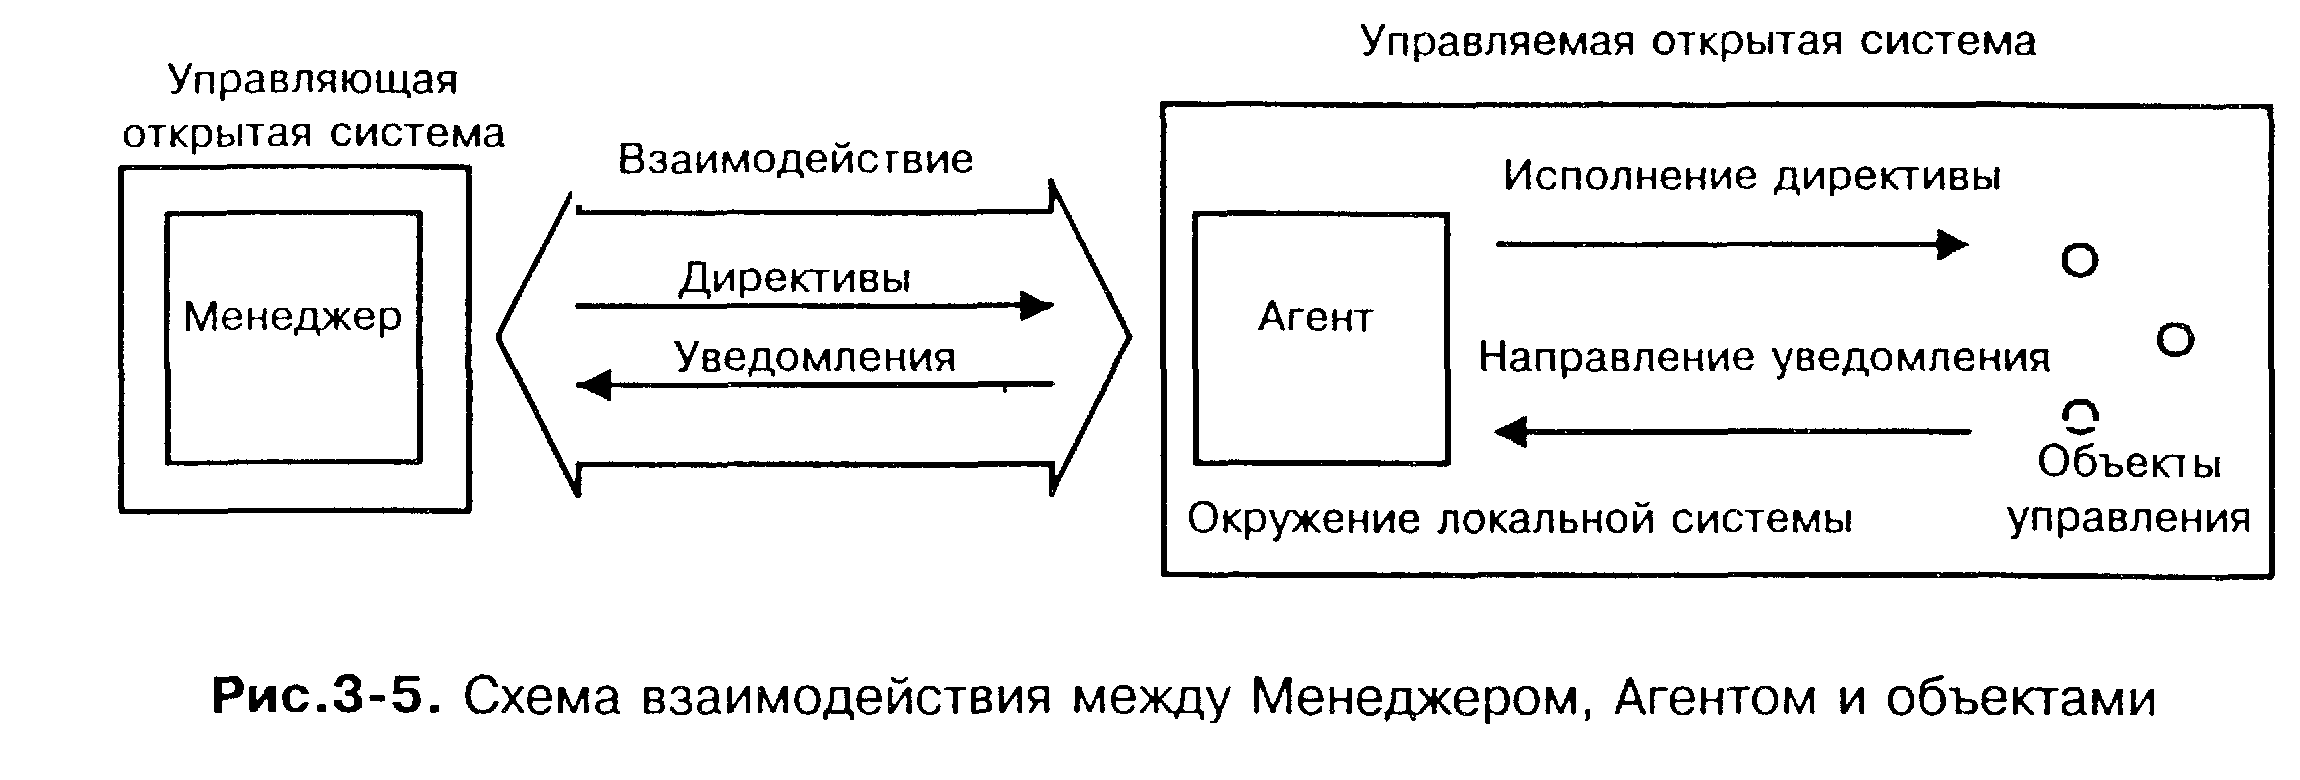 Управляемая открытая система
Управляющая
открытая система
Взаимодействие
Исполнение директивы
Директивы
Менеджер
Агент
Уведомления
Направление уведомления
Объекты
управления
Окружение локальной системы
Рис.3-5. Схема взаимодействия между Менеджером, Агентом и объектами